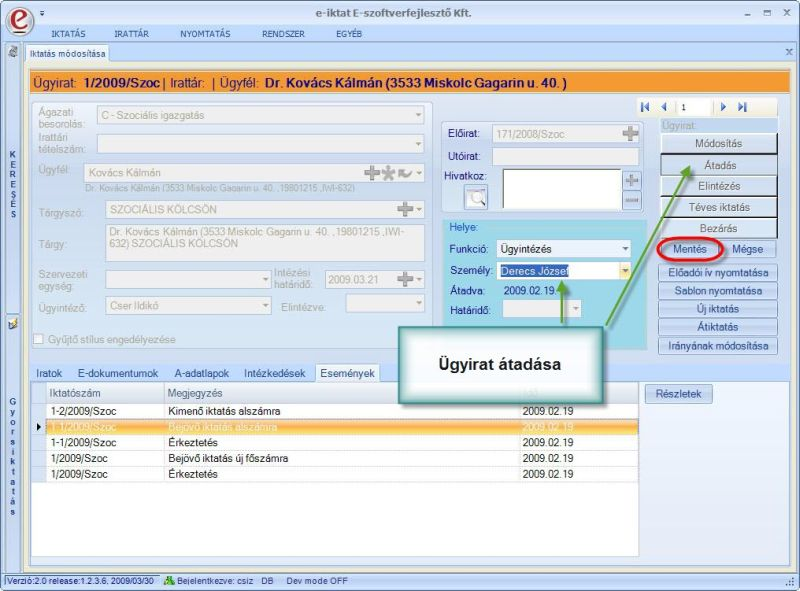 e-iktat E-szoftverfejlesztő Kft.
IKTATÁS IRATTÁR NYOMTATÁS RENDSZER EGYÉB
Iktatás módosítása
Ügyirat: 1/2009/Szoc | Irattár: | Ügyfél: Dr. Kovács Kálmán (3533 Miskolc Gagarin u. 40. )
KERESÉS
Gyorsiktatás
Ágazati besorolás: C - Szociális igazgatás
Irattári tételszám:
Ügyfél: Kovács Kálmán
Dr. Kovács Kálmán (3533 Miskolc Gagarin u. 40. ,19801215 ,IWI-632)
Tárgyszó: SZOCIÁLIS KÖLCSÖN
Tárgy: Dr. Kovács Kálmán (3533 Miskolc Gagarin u. 40. ,19801215 ,IWI-
632) SZOCIÁLIS KÖLCSÖN
Szervezeti egység: Intézési határidő: 2009.03.21
Ügyintéző: Cser Ildikó Elintézve:
Gyűjtő stílus engedélyezése
Előirat: 171/2008/Szoc
Utóirat:
Hivatkoz:
Helye:
Funkció: Ügyintézés
Személy: Derecs József
Átadva: 2009.02.19
Határidő:
1
Ügyirat:
Módosítás
Átadás
Elintézés
Téves iktatás
Bezárás
Mentés Mégse
Előadói ív nyomtatása
Sablon nyomtatása
Új iktatás
Átiktatás
Irányának módosítása
Ügyirat átadása
Iratok E-dokumentumok A-adatlapok Intézkedések Események
Iktatószám Megjegyzés
1-2/2009/Szoc Kimenő iktatás alszámra 2009.02.19
1-1/2009/Szoc Bejövő iktatás alszámra 2009.02.19
1-1/2009/Szoc Érkeztetés 2009.02.19
1/2009/Szoc Bejövő iktatás új főszámra 2009.02.19
1/2009/Szoc Érkeztetés 2009.02.19
Részletek
Verzió:2.0 release:1.2.3.6, 2009/03/30 Bejelentkezve: csiz DB Dev mode OFF